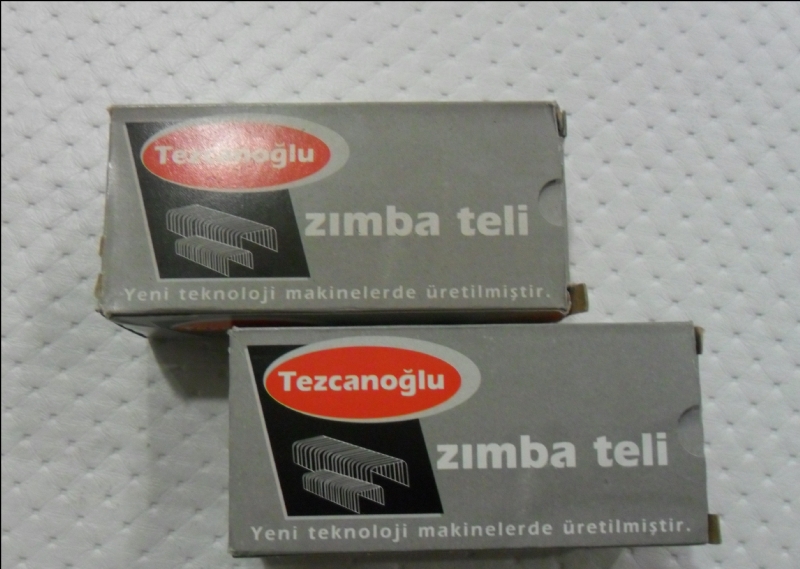 Tezcanoğlu
zımba teli
Yeni teknoloji makinelerde üretilmiştir.
Tezcanoğlu
zımba teli
Yeni teknoloji makinelerde üretilmiştir.